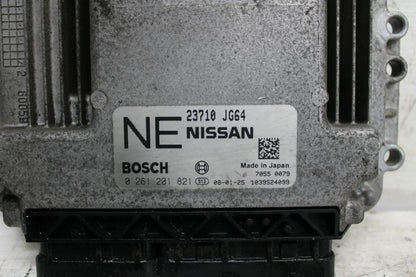 23710 JG64
NE NISSAN
BOSCH
Made in Japan
7055 0079
0 261 201 821 08-01-25 1039S24099